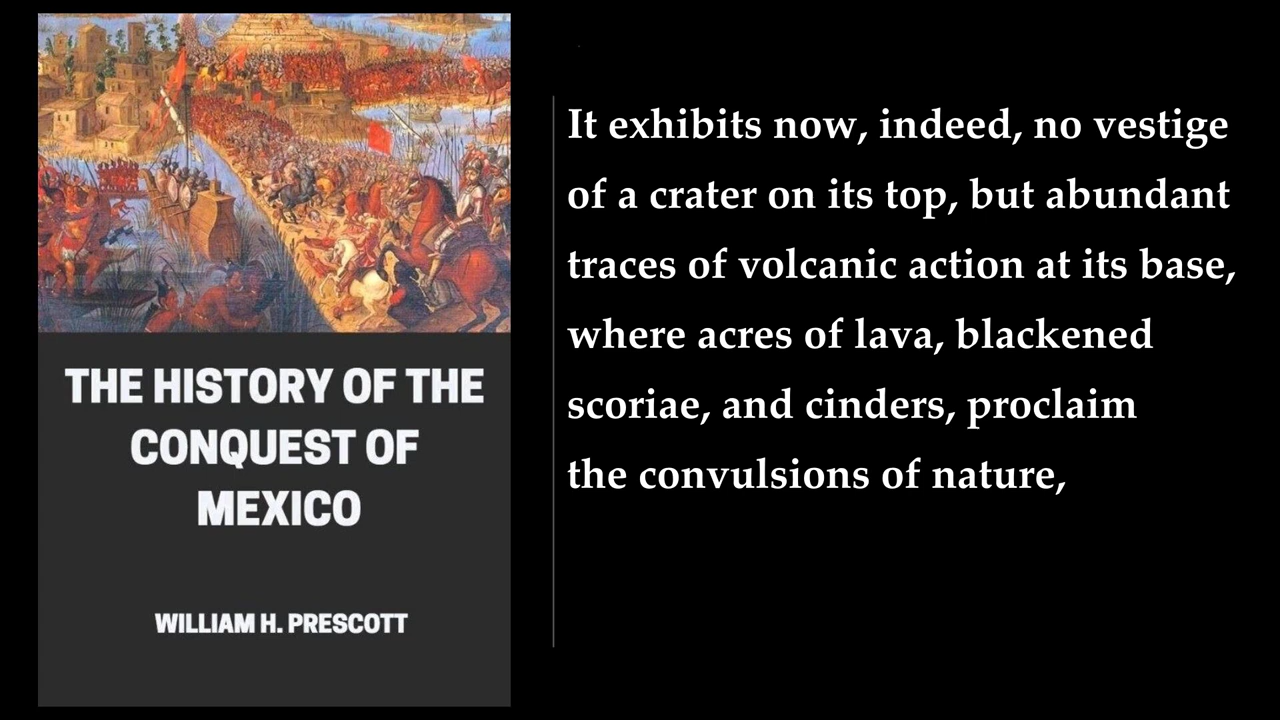 THE HISTORY OF THE
CONQUEST OF
MEXICO
WILLIAM H. PRESCOTT
It exhibits now, indeed, no vestige
of a crater on its top, but abundant
traces of volcanic action at its base,
where acres of lava, blackened
scoriae, and cinders, proclaim
the convulsions of nature,